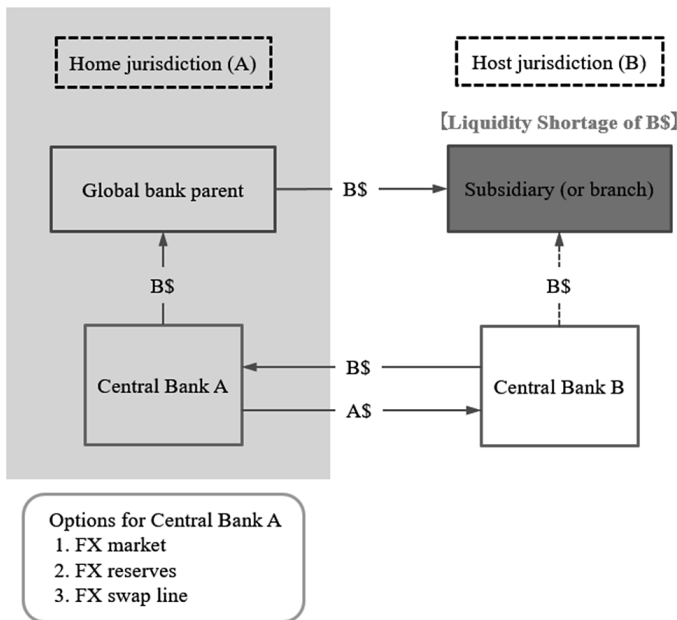 Home jurisdiction (A)
Host jurisdiction (B)
【Liquidity Shortage of B$】
Global bank parent
B$
Subsidiary (or branch)
B$
B$
Central Bank A
B$
A$
Central Bank B
Options for Central Bank A
1. FX market
2. FX reserves
3. FX swap line